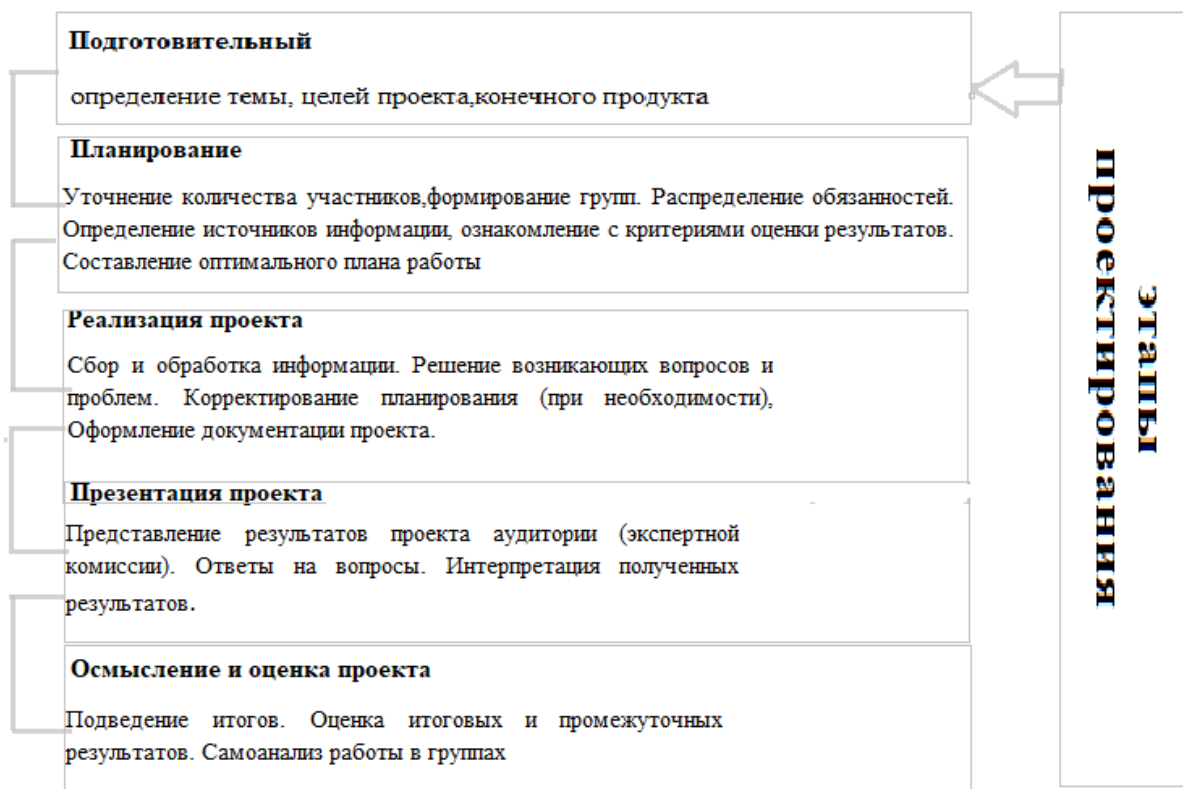 Подготовительный
определение темы, целей проекта,конечного продукта
Планирование
Уточнение количества участников,формирование групп. Распределение обязанностей.
Определение источников информации, ознакомление с критериями оценки результатов.
Составление оптимального плана работы
Реализация проекта
Сбор и обработка информации. Решение возникающих вопросов и
проблем. Корректирование планирования (при необходимости),
Оформление документации проекта.
Презентация проекта
Представление результатов проекта аудитории (экспертной
комиссии). Ответы на вопросы. Интерпретация полученных
результатов.
Осмысление и оценка проекта
Подведение итогов. Оценка итоговых и промежуточных
результатов. Самоанализ работы в группах
этапы
проектирования